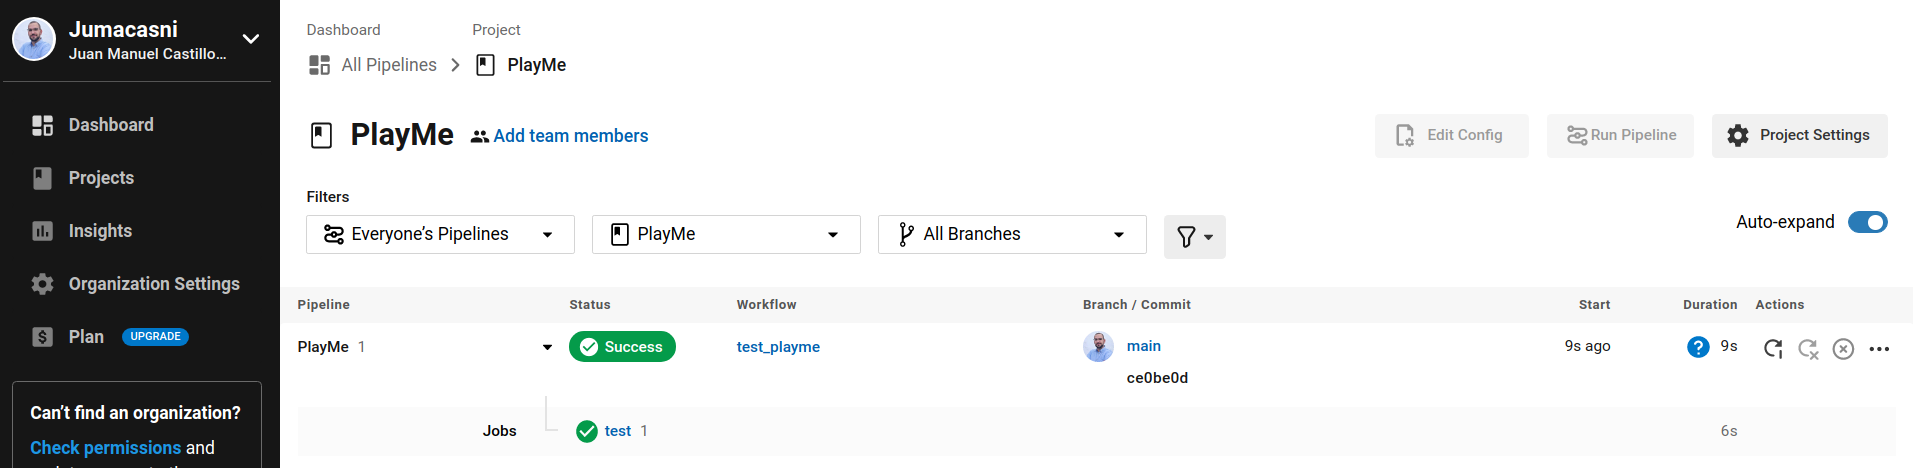 Jumacasni
Juan Manuel Castillo...
Dashboard
Projects
Insights
Organization Settings
Plan UPGRADE
Can't find an organization?
Check permissions and
Dashboard Project
All Pipelines PlayMe
PlayMe Add team members
Edit Config Run Pipeline Project Settings
Filters
Everyone's Pipelines PlayMe All Branches
Auto-expand
Pipeline Status Workflow Branch / Commit Start Duration Actions
PlayMe 1 Success test_playme main 9s ago ? 9s
ce0be0d
Jobs test 1 6s